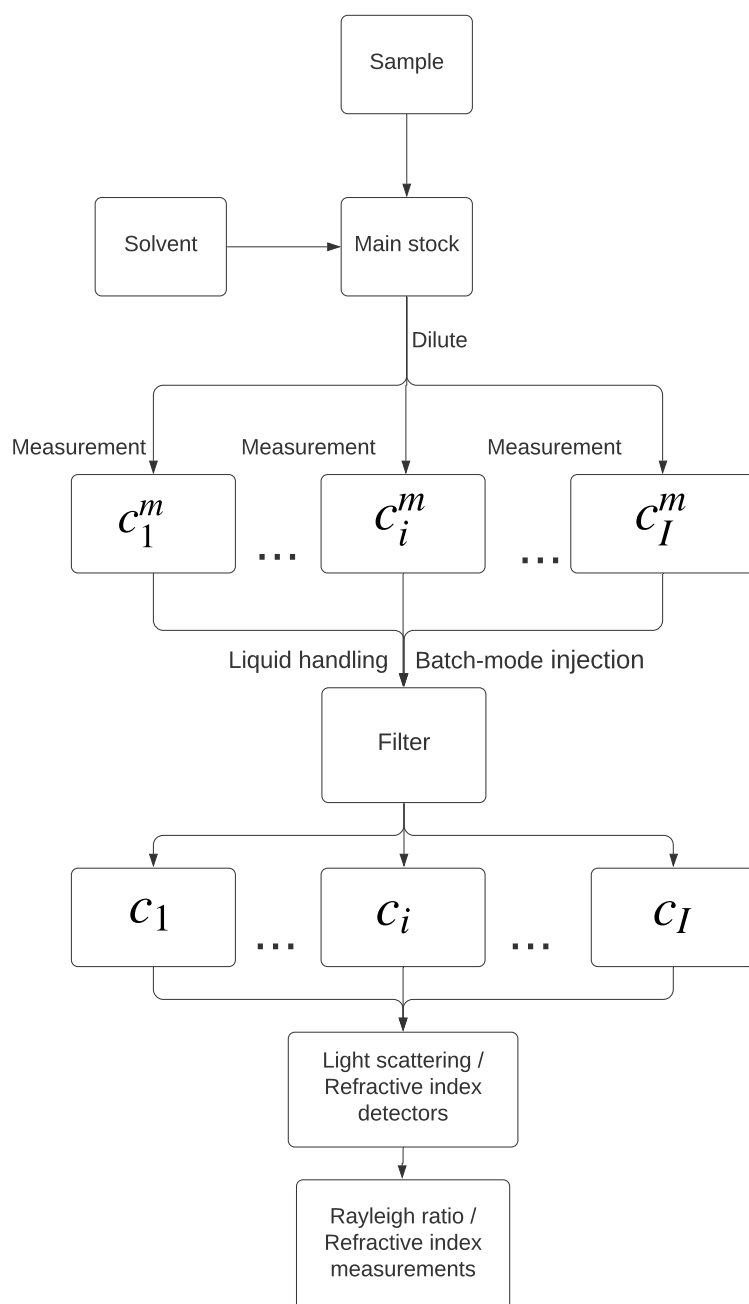 Sample
Solvent
Main stock
Dilute
Measurement
Measurement
Measurement
$c_1^m$
...
$c_i^m$
...
$c_I^m$
Liquid handling
Batch-mode injection
Filter
$c_1$
...
$c_i$
...
$c_I$
Light scattering /
Refractive index
detectors
Rayleigh ratio /
Refractive index
measurements